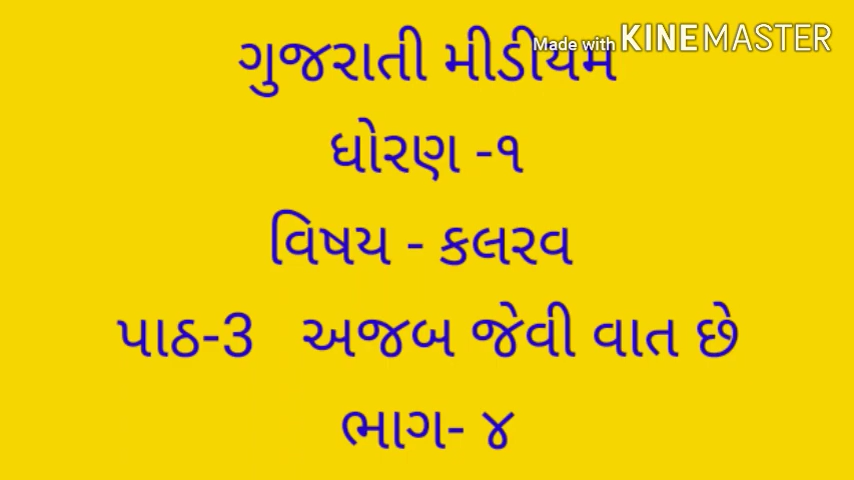 Made with KINEMASTER
ગુજરાતી મીડીયમ
ધોરણ -૧
વિષય - કલરવ
પાઠ-3 અજબ જેવી વાત છે
ભાગ- ૪